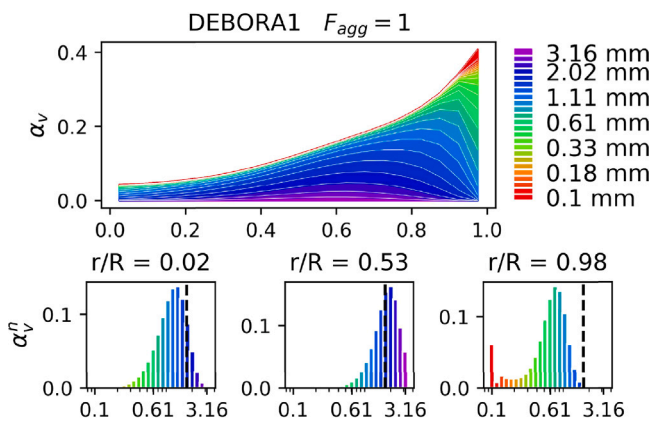 DEBORA1 F_agg = 1
0.4
0.2
0.0
α_v
0.0 0.2 0.4 0.6 0.8 1.0
3.16 mm
2.02 mm
1.11 mm
0.61 mm
0.33 mm
0.18 mm
0.1 mm
r/R = 0.02
r/R = 0.53
r/R = 0.98
α_v^n
0.1
0.0
0.1 0.61 3.16
0.1
0.0
0.1 0.61 3.16
0.1
0.0
0.1 0.61 3.16